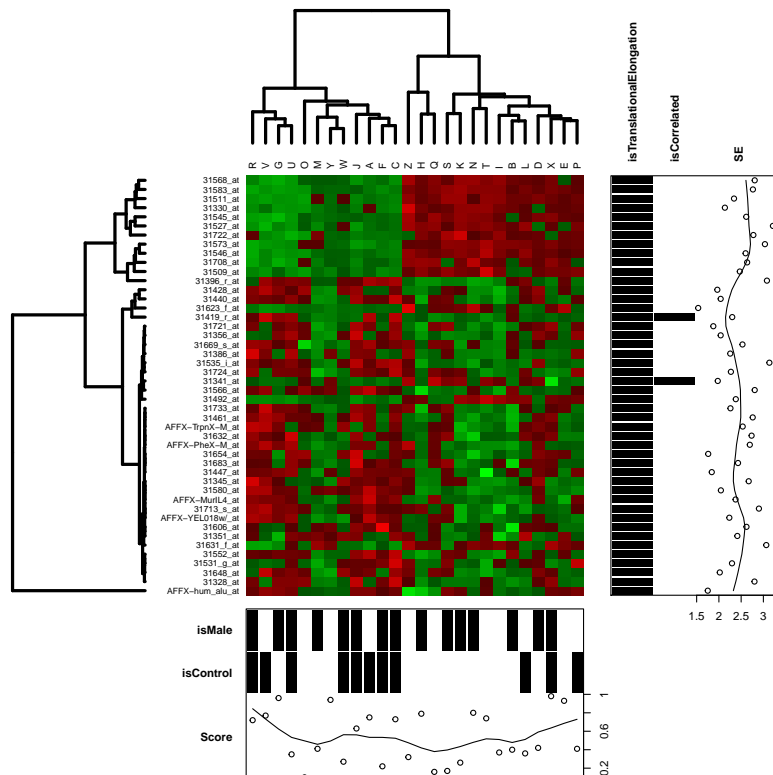 R V G U O M Y W J A F C Z H Q S K N T I B L D X E P
isTranslationalElongation
isCorrelated
SE
31568_at
31583_at
31511_at
31330_at
31545_at
31527_at
31722_at
31573_at
31546_at
31708_at
31509_at
31396_r_at
31428_at
31440_at
31623_f_at
31419_r_at
31721_at
31356_at
31669_s_at
31386_at
31535_i_at
31724_at
31341_at
31566_at
31492_at
31733_at
31461_at
AFFX−TrpnX−M_at
31632_at
AFFX−PheX−M_at
31654_at
31683_at
31447_at
31345_at
31580_at
AFFX−MurIL4_at
31713_s_at
AFFX−YEL018w/_at
31606_at
31351_at
31631_f_at
31552_at
31531_g_at
31648_at
31328_at
AFFX−hum_alu_at
1.5 2 2.5 3
isMale
isControl
Score
0.2 0.6 1